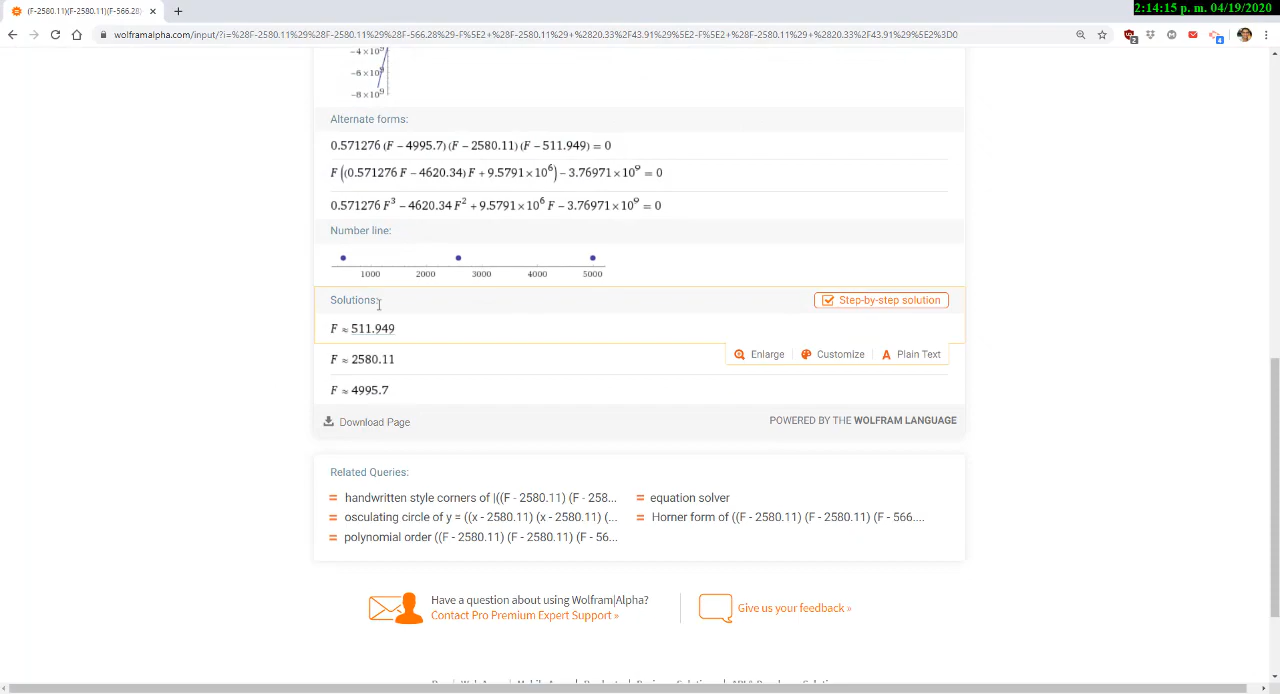 (F-2580.11)(F-2580.11)(F-566.28)
2:14:15 p. m. 04/19/2020
wolframalpha.com/input/?i=%28F-2580.11%29%28F-2580.11%29%28F-566.28%29-F%5E2+%28F-2580.11%29+%2820.33%2F43.91%29%5E2-F%5E2+%28F-2580.11%29+%2820.33%2F43.91%29%5E2%3D0
−4×10⁹
−6×10⁹
−8×10⁹
Alternate forms:
0.571276 (F − 4995.7) (F − 2580.11) (F − 511.949) = 0
F ((0.571276 F − 4620.34) F + 9.5791×10⁶) − 3.76971×10⁹ = 0
0.571276 F³ − 4620.34 F² + 9.5791×10⁶ F − 3.76971×10⁹ = 0
Number line:
1000 2000 3000 4000 5000
Solutions:
Step-by-step solution
F ≈ 511.949
Enlarge Customize Plain Text
F ≈ 2580.11
F ≈ 4995.7
Download Page
POWERED BY THE WOLFRAM LANGUAGE
Related Queries:
= handwritten style corners of |((F - 2580.11) (F - 258...
= equation solver
= osculating circle of y = ((x - 2580.11) (x - 2580.11) (...
= Horner form of ((F - 2580.11) (F - 2580.11) (F - 566....
= polynomial order ((F - 2580.11) (F - 2580.11) (F - 56...
Have a question about using Wolfram|Alpha?
Contact Pro Premium Expert Support »
Give us your feedback »